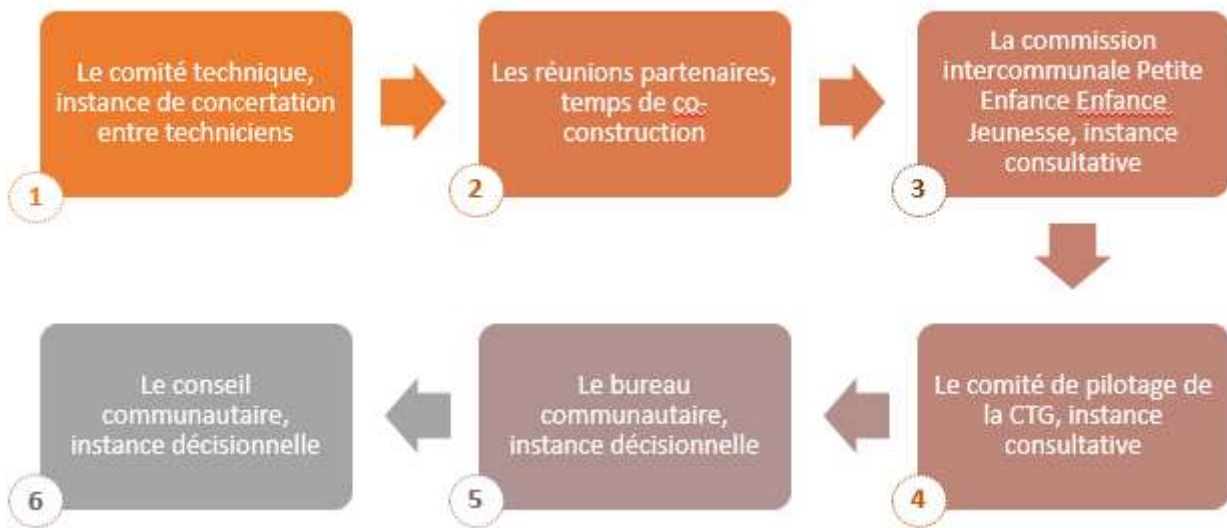 Le comité technique,
instance de concertation
entre techniciens
1
Les réunions partenaires,
temps de co-
construction
2
La commission
intercommunale Petite
Enfance Enfance
Jeunesse, instance
consultative
3
Le comité de pilotage de
la CTG, instance
consultative
4
Le bureau
communautaire,
instance décisionnelle
5
Le conseil
communautaire,
instance décisionnelle
6